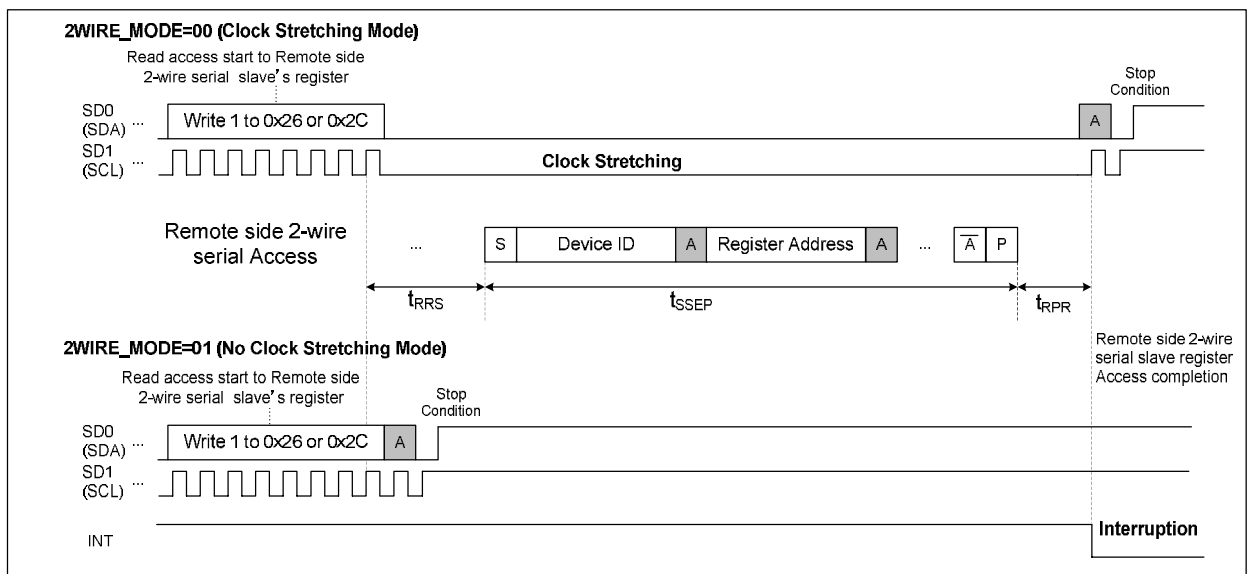 2WIRE_MODE=00 (Clock Stretching Mode)
Read access start to Remote side
2-wire serial slave's register
Stop
Condition
SD0
(SDA) ...
Write 1 to 0x26 or 0x2C
A
SD1
(SCL) ...
Clock Stretching
Remote side 2-wire
serial Access
...
S
Device ID
A
Register Address
A
...
A
P
tRRS
tSSEP
tRPR
2WIRE_MODE=01 (No Clock Stretching Mode)
Remote side 2-wire
serial slave register
Access completion
Read access start to Remote side
2-wire serial slave's register
Stop
Condition
SD0
(SDA) ...
Write 1 to 0x26 or 0x2C
A
SD1
(SCL) ...
INT
Interruption